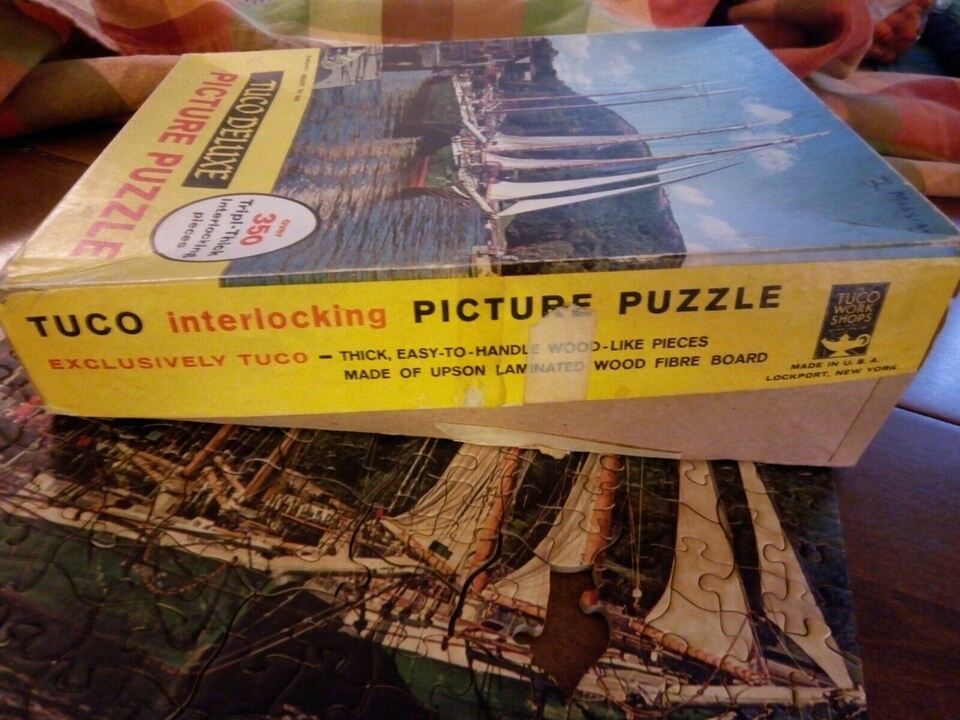 TUCO DELUXE
PICTURE PUZZLE
over
350
Tripl-Thick
Interlocking
pieces
TUCO interlocking PICTURE PUZZLE
EXCLUSIVELY TUCO – THICK, EASY-TO-HANDLE WOOD-LIKE PIECES
MADE OF UPSON LAMINATED WOOD FIBRE BOARD
TUCO
WORK
SHOPS
MADE IN U. S. A.
LOCKPORT, NEW YORK